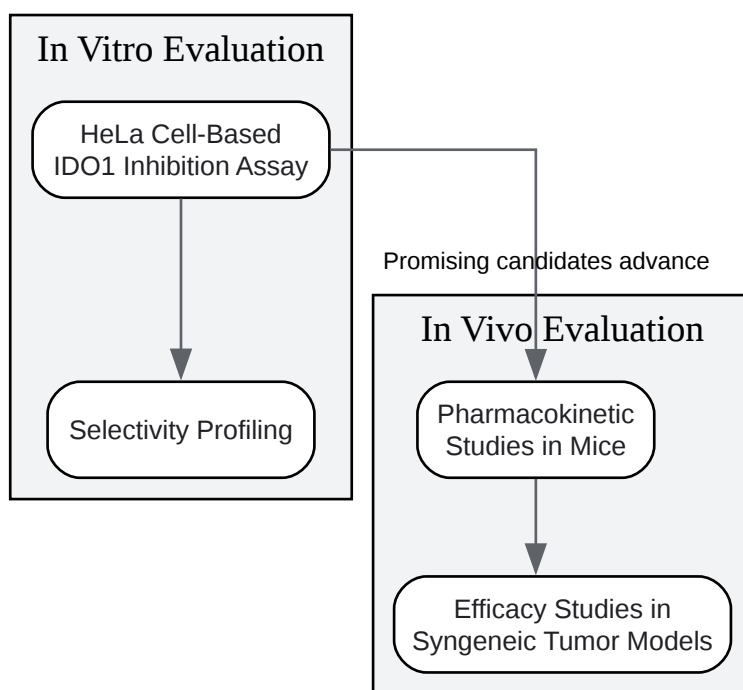 In Vitro Evaluation
HeLa Cell-Based
IDO1 Inhibition Assay
Promising candidates advance
In Vivo Evaluation
Selectivity Profiling
Pharmacokinetic
Studies in Mice
Efficacy Studies in
Syngeneic Tumor Models